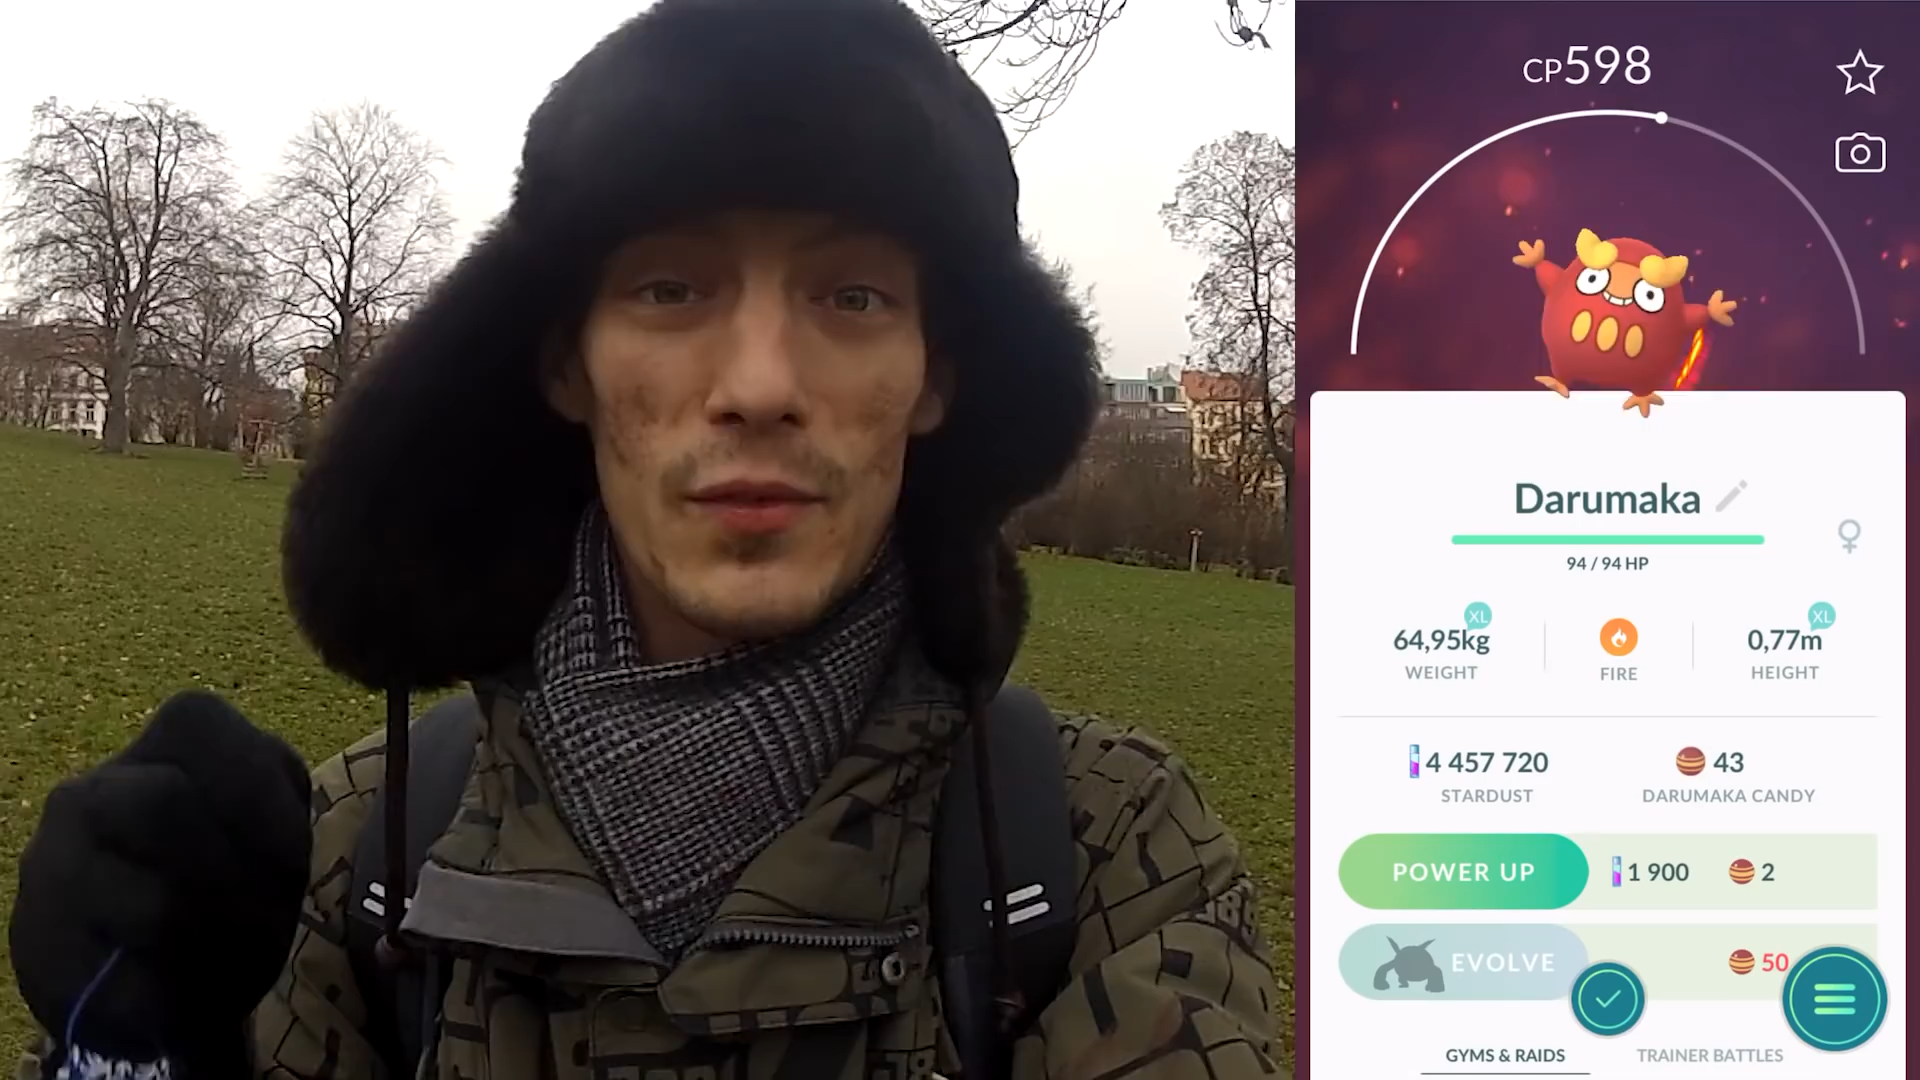 CP598
Darumaka
94 / 94 HP
XL
XL
64,95kg
0,77m
WEIGHT
FIRE
HEIGHT
4 457 720
43
STARDUST
DARUMAKA CANDY
POWER UP
1 900
2
EVOLVE
50
GYMS & RAIDS
TRAINER BATTLES